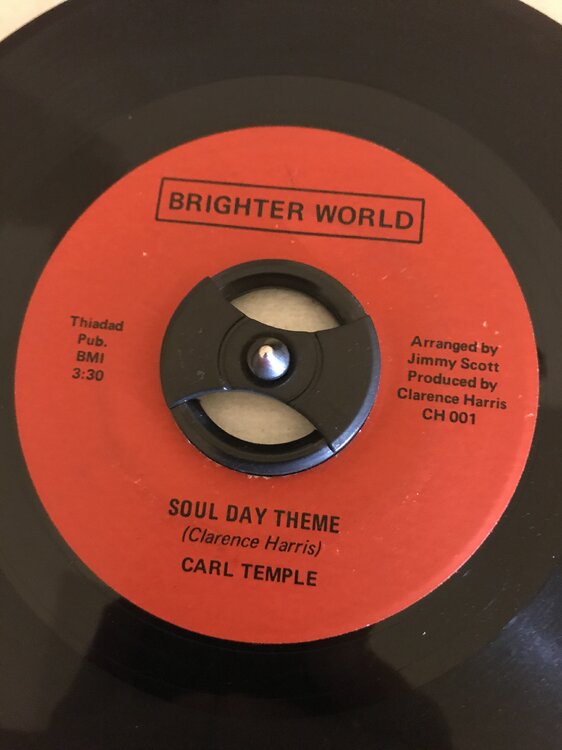 BRIGHTER WORLD
Thiadad
Pub.
BMI
3:30
Arranged by
Jimmy Scott
Produced by
Clarence Harris
CH 001
SOUL DAY THEME
(Clarence Harris)
CARL TEMPLE